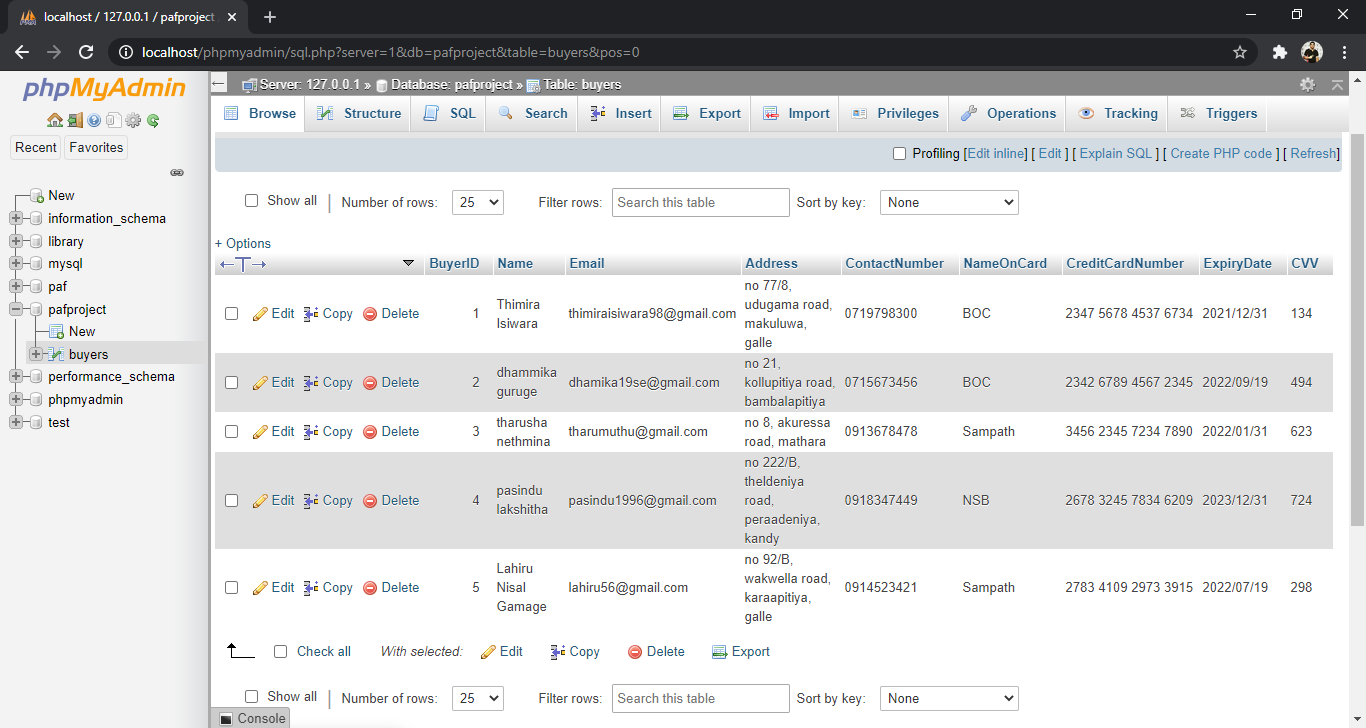 localhost / 127.0.0.1 / pafproject
localhost/phpmyadmin/sql.php?server=1&db=pafproject&table=buyers&pos=0
phpMyAdmin
Recent Favorites
New
information_schema
library
mysql
paf
pafproject
New
buyers
performance_schema
phpmyadmin
test
Server: 127.0.0.1 » Database: pafproject » Table: buyers
Browse Structure SQL Search Insert Export Import Privileges Operations Tracking Triggers
Profiling [Edit inline] [ Edit ] [ Explain SQL ] [ Create PHP code ] [ Refresh]
Show all | Number of rows: 25 Filter rows: Search this table Sort by key: None
+ Options
BuyerID Name Email Address ContactNumber NameOnCard CreditCardNumber ExpiryDate CVV
Edit Copy Delete 1 Thimira Isiwara thimiraisiwara98@gmail.com no 77/8, udugama road, makuluwa, galle 0719798300 BOC 2347 5678 4537 6734 2021/12/31 134
Edit Copy Delete 2 dhammika guruge dhamika19se@gmail.com no 21, kollupitiya road, bambalapitiya 0715673456 BOC 2342 6789 4567 2345 2022/09/19 494
Edit Copy Delete 3 tharusha nethmina tharumuthu@gmail.com no 8, akuressa road, mathara 0913678478 Sampath 3456 2345 7234 7890 2022/01/31 623
Edit Copy Delete 4 pasindu lakshitha pasindu1996@gmail.com no 222/B, theldeniya road, peraadeniya, kandy 0918347449 NSB 2678 3245 7834 6209 2023/12/31 724
Edit Copy Delete 5 Lahiru Nisal Gamage lahiru56@gmail.com no 92/B, wakwella road, karaapitiya, galle 0914523421 Sampath 2783 4109 2973 3915 2022/07/19 298
Check all With selected: Edit Copy Delete Export
Show all | Number of rows: 25 Filter rows: Search this table Sort by key: None
Console